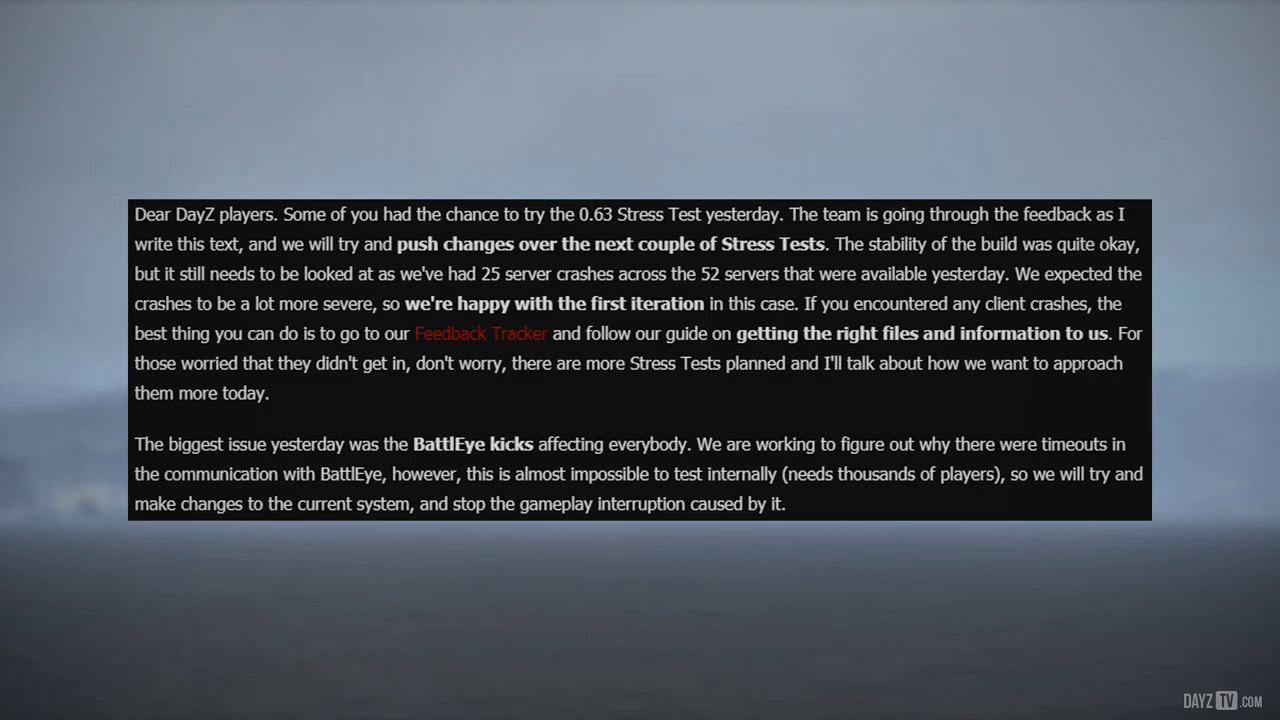 Dear DayZ players. Some of you had the chance to try the 0.63 Stress Test yesterday. The team is going through the feedback as I
write this text, and we will try and push changes over the next couple of Stress Tests. The stability of the build was quite okay,
but it still needs to be looked at as we've had 25 server crashes across the 52 servers that were available yesterday. We expected the
crashes to be a lot more severe, so we're happy with the first iteration in this case. If you encountered any client crashes, the
best thing you can do is to go to our Feedback Tracker and follow our guide on getting the right files and information to us. For
those worried that they didn't get in, don't worry, there are more Stress Tests planned and I'll talk about how we want to approach
them more today.
The biggest issue yesterday was the BattlEye kicks affecting everybody. We are working to figure out why there were timeouts in
the communication with BattlEye, however, this is almost impossible to test internally (needs thousands of players), so we will try and
make changes to the current system, and stop the gameplay interruption caused by it.
DAYZ TV .COM